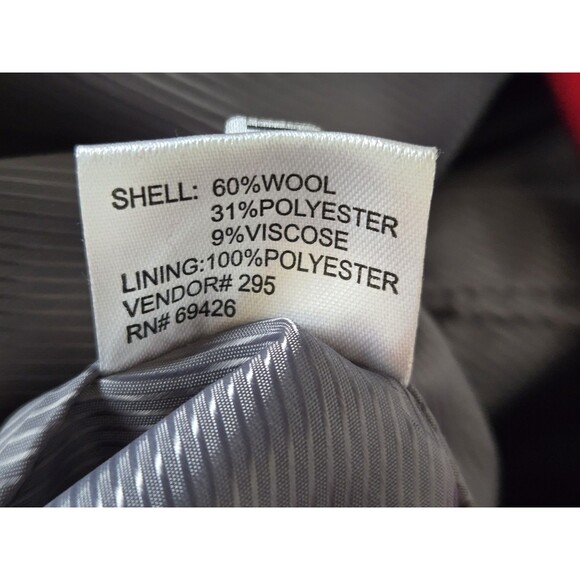 SHELL: 60%WOOL
31%POLYESTER
9%VISCOSE
LINING:100%POLYESTER
VENDOR# 295
RN# 69426